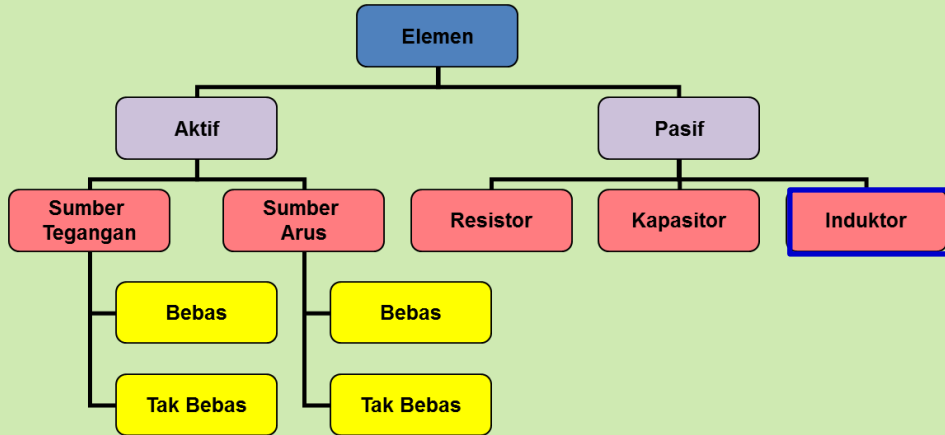 Elemen
Aktif
Pasif
Sumber
Tegangan
Sumber
Arus
Resistor
Kapasitor
Induktor
Bebas
Bebas
Tak Bebas
Tak Bebas